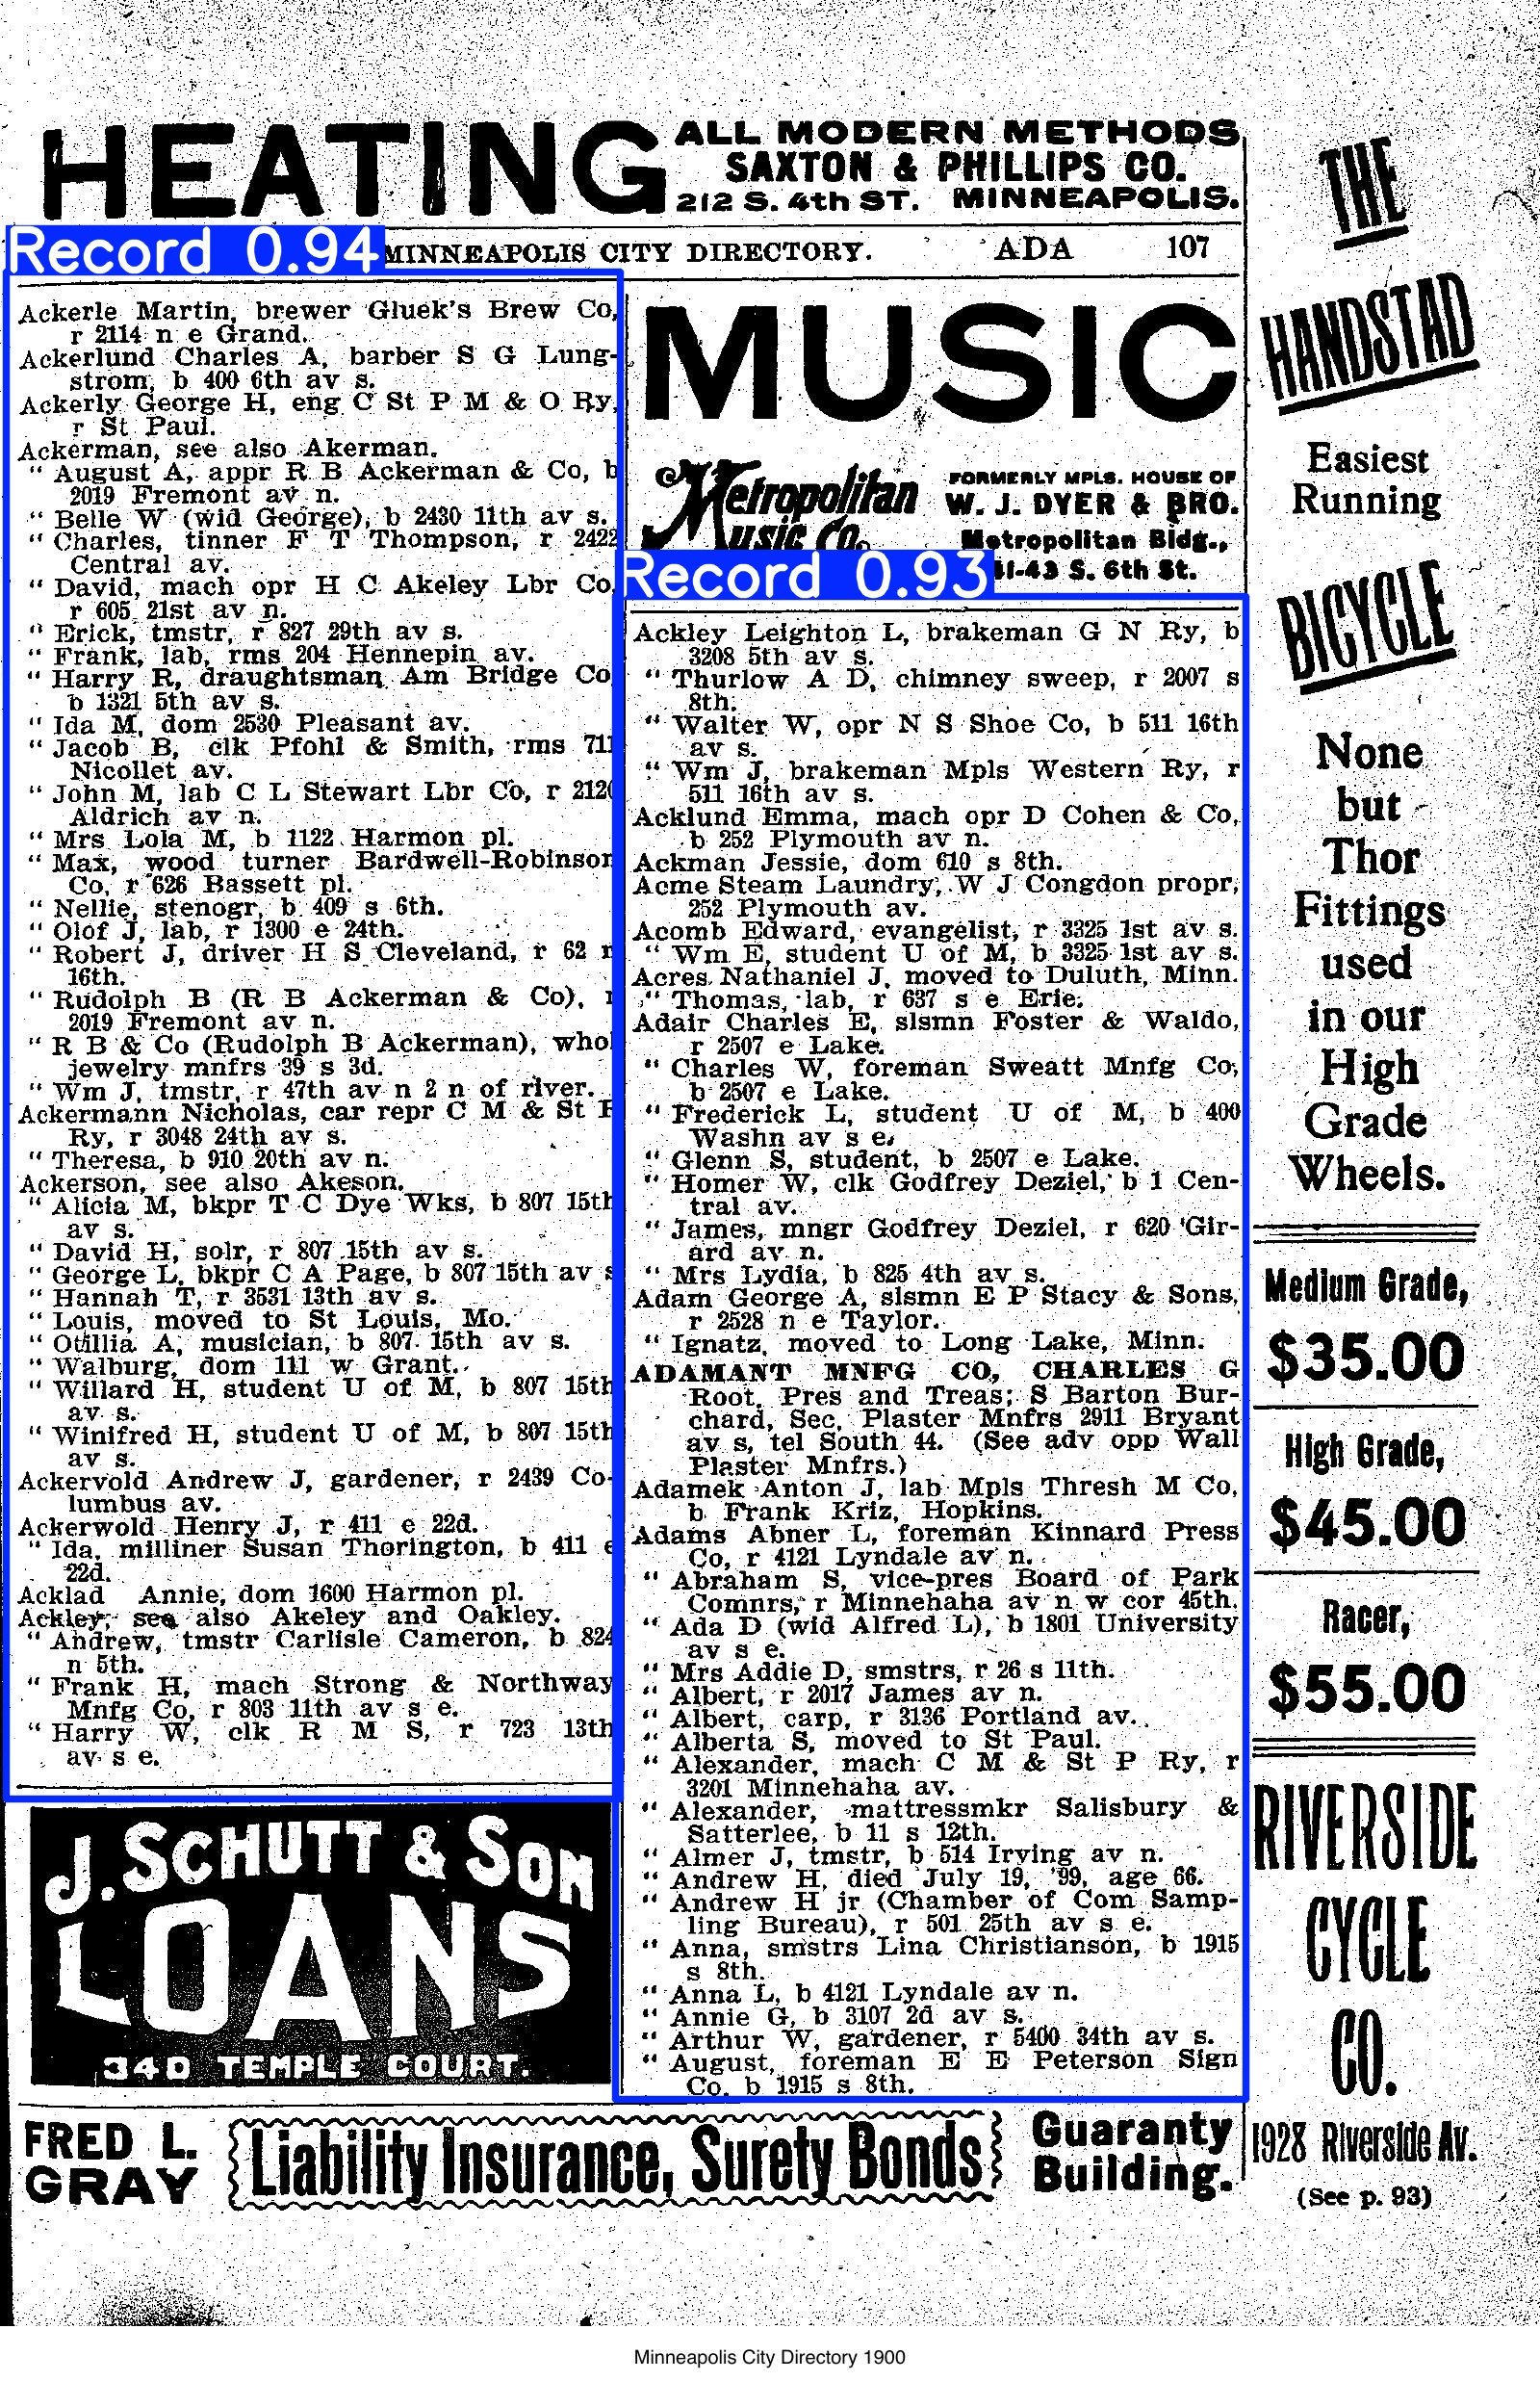 HEATING
ALL MODERN METHODS
SAXTON & PHILLIPS CO.
212 S. 4th ST. MINNEAPOLIS.
Record 0.94
MINNEAPOLIS CITY DIRECTORY. ADA 107
Ackerle Martin, brewer Gluek's Brew Co,
r 2114 n e Grand.
Ackerlund Charles A, barber S G Lung-
strom, b 400 6th av s.
Ackerly George H, eng C St P M & O Ry,
r St Paul.
Ackerman, see also Akerman.
" August A, appr R B Ackerman & Co, b
2019 Fremont av n.
" Belle W (wid George), b 2430 11th av s.
" Charles, tinner F T Thompson, r 2422
Central av.
" David, mach opr H C Akeley Lbr Co,
r 605 21st av n.
" Erick, tmstr, r 827 29th av s.
" Frank, lab, rms 204 Hennepin av.
" Harry R, draughtsman Am Bridge Co
b 1321 5th av s.
" Ida M, dom 2530 Pleasant av.
" Jacob B, clk Pfohl & Smith, rms 711
Nicollet av.
" John M, lab C L Stewart Lbr Co, r 2120
Aldrich av n.
" Mrs Lola M, b 1122 Harmon pl.
" Max, wood turner Bardwell-Robinson
Co, r 626 Bassett pl.
" Nellie, stenogr, b 409 s 6th.
" Olof J, lab, r 1300 e 24th.
" Robert J, driver H S Cleveland, r 62 n
16th.
" Rudolph B (R B Ackerman & Co), r
2019 Fremont av n.
" R B & Co (Rudolph B Ackerman), whol
jewelry mnfrs 39 s 3d.
" Wm J, tmstr, r 47th av n 2 n of river.
Ackermann Nicholas, car repr C M & St P
Ry, r 3048 24th av s.
" Theresa, b 910 20th av n.
Ackerson, see also Akeson.
" Alicia M, bkpr T C Dye Wks, b 807 15th
av s.
" David H, solr, r 807 15th av s.
" George L, bkpr C A Page, b 807 15th av s
" Hannah T, r 3531 13th av s.
" Louis, moved to St Louis, Mo.
" Otillia A, musician, b 807 15th av s.
" Walburg, dom 111 w Grant.
" Willard H, student U of M, b 807 15th
av s.
" Winifred H, student U of M, b 807 15th
av s.
Ackervold Andrew J, gardener, r 2439 Co-
lumbus av.
Ackerwold Henry J, r 411 e 22d.
" Ida, milliner Susan Thorington, b 411 e
22d.
Acklad Annie, dom 1600 Harmon pl.
Ackley, see also Akeley and Oakley.
" Andrew, tmstr Carlisle Cameron, b 824
n 5th.
" Frank H, mach Strong & Northway
Mnfg Co, r 803 11th av s e.
" Harry W, clk R M S, r 723 13th
av s e.
J. SCHUTT & SON
LOANS
340 TEMPLE COURT.
MUSIC
Metropolitan
Music Co.
FORMERLY MPLS. HOUSE OF
W. J. DYER & BRO.
Metropolitan Bldg.,
41-43 S. 6th St.
Record 0.93
Ackley Leighton L, brakeman G N Ry, b
3208 5th av s.
" Thurlow A D, chimney sweep, r 2007 s
8th.
" Walter W, opr N S Shoe Co, b 511 16th
av s.
" Wm J, brakeman Mpls Western Ry, r
511 16th av s.
Acklund Emma, mach opr D Cohen & Co,
b 252 Plymouth av n.
Ackman Jessie, dom 610 s 8th.
Acme Steam Laundry, W J Congdon propr,
252 Plymouth av.
Acomb Edward, evangelist, r 3325 1st av s.
" Wm E, student U of M, b 3325 1st av s.
Acres Nathaniel J, moved to Duluth, Minn.
" Thomas, lab, r 637 s e Erie.
Adair Charles E, slsmn Foster & Waldo,
r 2507 e Lake.
" Charles W, foreman Sweatt Mnfg Co,
b 2507 e Lake.
" Frederick L, student U of M, b 400
Washn av s e.
" Glenn S, student, b 2507 e Lake.
" Homer W, clk Godfrey Deziel, b 1 Cen-
tral av.
" James, mngr Godfrey Deziel, r 620 Gir-
ard av n.
" Mrs Lydia, b 825 4th av s.
Adam George A, slsmn E P Stacy & Sons,
r 2528 n e Taylor.
" Ignatz, moved to Long Lake, Minn.
ADAMANT MNFG CO, CHARLES G
Root, Pres and Treas; S Barton Bur-
chard, Sec, Plaster Mnfrs 2911 Bryant
av s, tel South 44. (See adv opp Wall
Plaster Mnfrs.)
Adamek Anton J, lab Mpls Thresh M Co,
b Frank Kriz, Hopkins.
Adams Abner L, foreman Kinnard Press
Co, r 4121 Lyndale av n.
" Abraham S, vice-pres Board of Park
Comnrs, r Minnehaha av n w cor 45th.
" Ada D (wid Alfred L), b 1801 University
av s e.
" Mrs Addie D, smstrs, r 26 s 11th.
" Albert, r 2017 James av n.
" Albert, carp, r 3136 Portland av.
" Alberta S, moved to St Paul.
" Alexander, mach C M & St P Ry, r
3201 Minnehaha av.
" Alexander, mattressmkr Salisbury &
Satterlee, b 11 s 12th.
" Almer J, tmstr, b 514 Irving av n.
" Andrew H, died July 19, '99, age 66.
" Andrew H jr (Chamber of Com Samp-
ling Bureau), r 501 25th av s e.
" Anna, smstrs Lina Christianson, b 1915
s 8th.
" Anna L, b 4121 Lyndale av n.
" Annie G, b 3107 2d av s.
" Arthur W, gardener, r 5400 34th av s.
" August, foreman E E Peterson Sign
Co, b 1915 s 8th.
THE
HANDSTAD
BICYCLE
Easiest
Running
None
but
Thor
Fittings
used
in our
High
Grade
Wheels.
Medium Grade,
$35.00
High Grade,
$45.00
Racer,
$55.00
RIVERSIDE
CYCLE
CO.
1928 Riverside Av.
(See p. 93)
FRED L.
GRAY
Liability Insurance, Surety Bonds
Guaranty
Building.
Minneapolis City Directory 1900